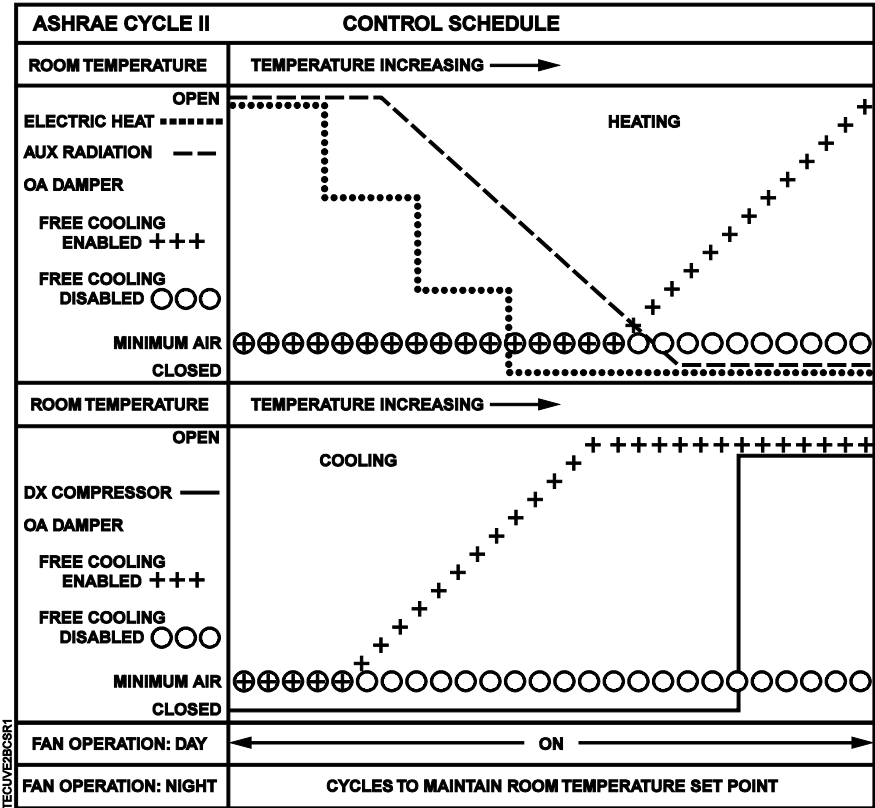 ASHRAE CYCLE II CONTROL SCHEDULE
ROOM TEMPERATURE TEMPERATURE INCREASING
OPEN
ELECTRIC HEAT
HEATING
AUX RADIATION
OA DAMPER
FREE COOLING
ENABLED
FREE COOLING
DISABLED
MINIMUM AIR
CLOSED
ROOM TEMPERATURE TEMPERATURE INCREASING
OPEN
COOLING
DX COMPRESSOR
OA DAMPER
FREE COOLING
ENABLED
FREE COOLING
DISABLED
MINIMUM AIR
CLOSED
FAN OPERATION: DAY ON
FAN OPERATION: NIGHT CYCLES TO MAINTAIN ROOM TEMPERATURE SET POINT
TECUVE2BCSR1